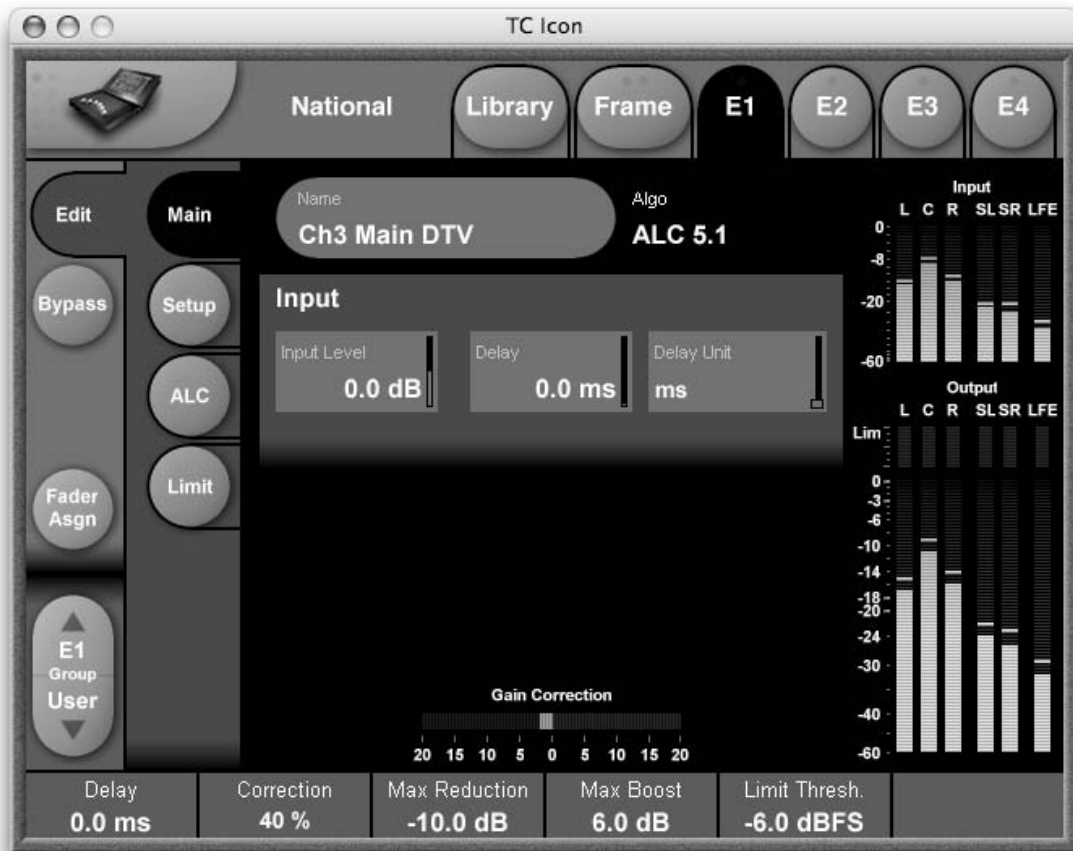 TC Icon
National
Library
Frame
E1
E2
E3
E4
Edit
Main
Bypass
Setup
ALC
Limit
Fader
Asgn
E1
Group
User
Name
Ch3 Main DTV
Algo
ALC 5.1
Input
Input Level
0.0 dB
Delay
0.0 ms
Delay Unit
ms
Input
L C R SL SR LFE
0
-8
-20
-60
Output
L C R SL SR LFE
Lim
0
-3
-6
-10
-14
-18
-20
-24
-30
-40
-60
Gain Correction
20 15 10 5 0 5 10 15 20
Delay
0.0 ms
Correction
40 %
Max Reduction
-10.0 dB
Max Boost
6.0 dB
Limit Thresh.
-6.0 dBFS